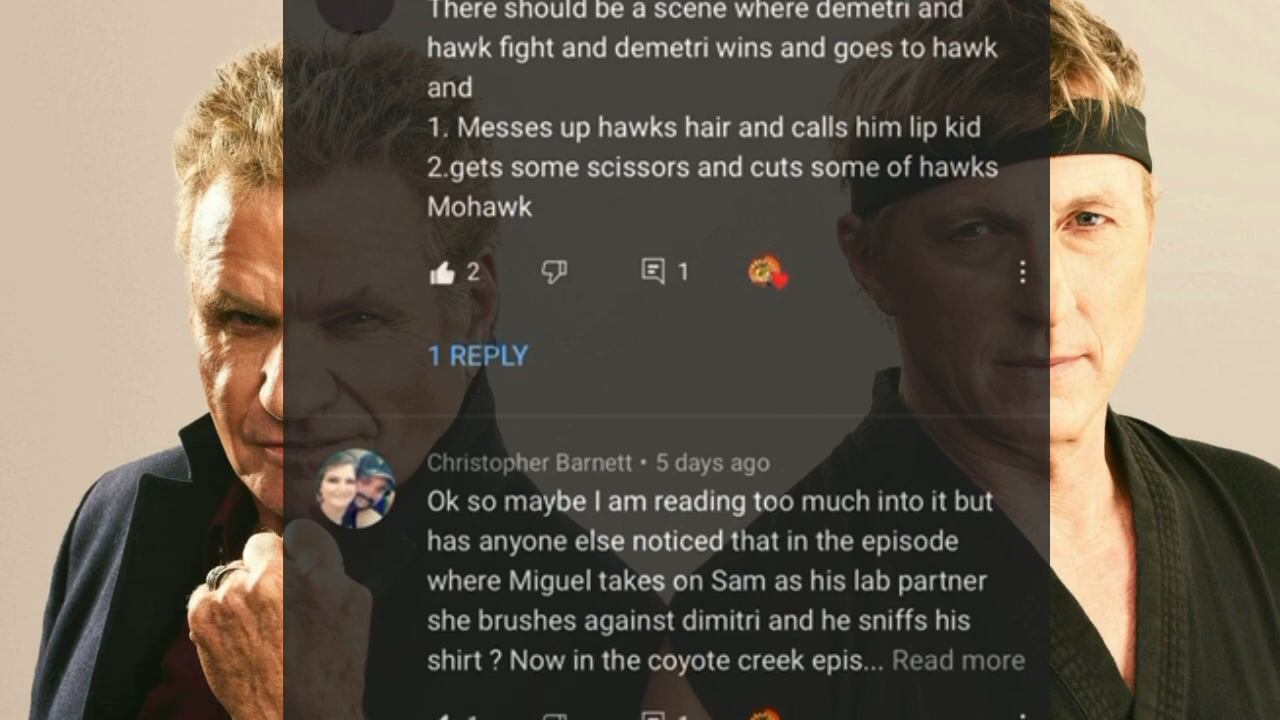 There should be a scene where demetri and
hawk fight and demetri wins and goes to hawk
and
1. Messes up hawks hair and calls him lip kid
2.gets some scissors and cuts some of hawks
Mohawk
2
1
1 REPLY
Christopher Barnett • 5 days ago
Ok so maybe I am reading too much into it but
has anyone else noticed that in the episode
where Miguel takes on Sam as his lab partner
she brushes against dimitri and he sniffs his
shirt ? Now in the coyote creek epis... Read more